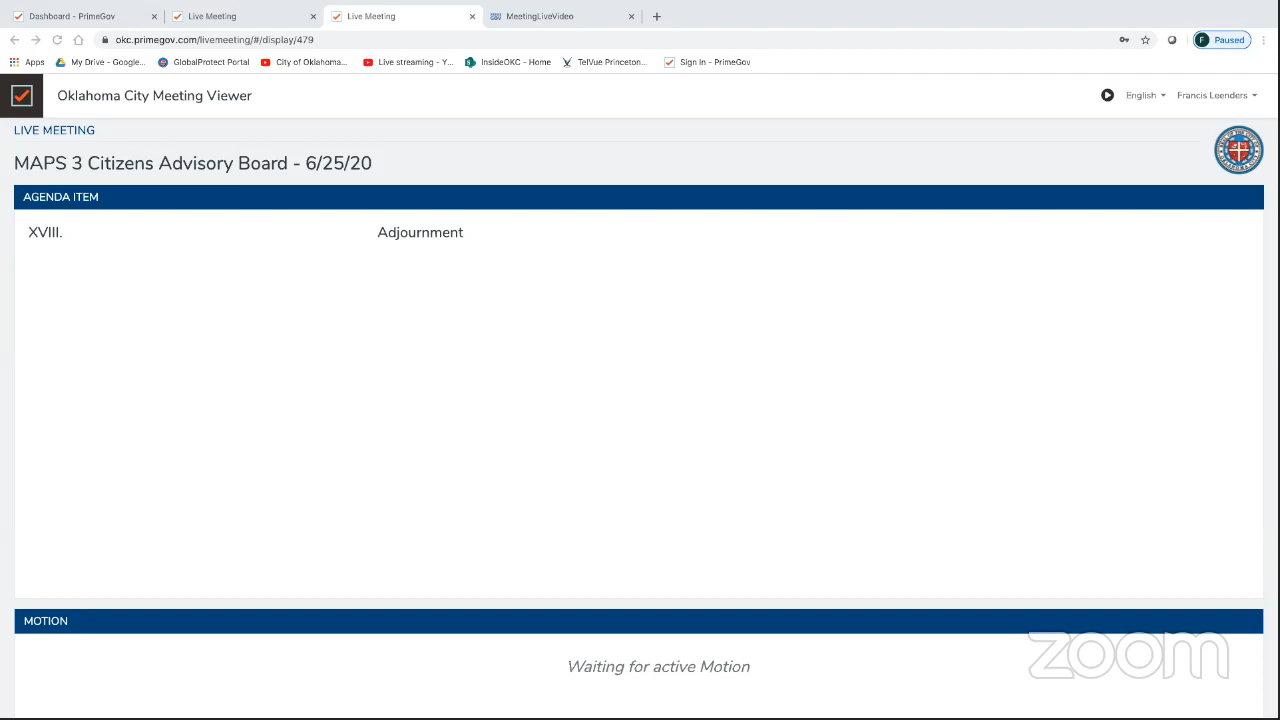 Dashboard - PrimeGov
Live Meeting
Live Meeting
MeetingLiveVideo
okc.primegov.com/livemeeting/#/display/479
F Paused
Apps
My Drive - Google...
GlobalProtect Portal
City of Oklahoma...
Live streaming - Y...
InsideOKC - Home
TelVue Princeton...
Sign In - PrimeGov
Oklahoma City Meeting Viewer
English
Francis Leenders
LIVE MEETING
MAPS 3 Citizens Advisory Board - 6/25/20
AGENDA ITEM
XVIII. Adjournment
MOTION
Waiting for active Motion
zoom